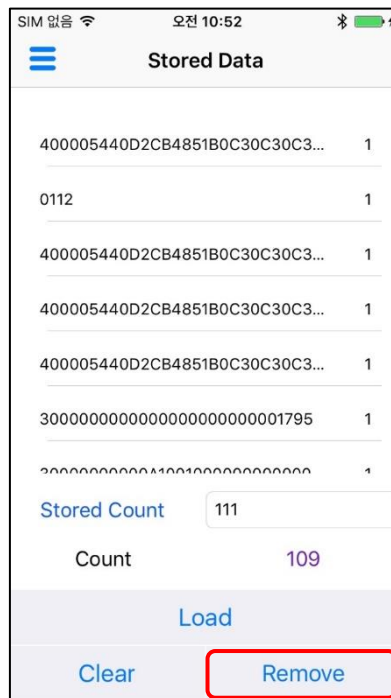 SIM 없음 오전 10:52
Stored Data
400005440D2CB4851B0C30C30C3... 1
0112 1
400005440D2CB4851B0C30C30C3... 1
400005440D2CB4851B0C30C30C3... 1
400005440D2CB4851B0C30C30C3... 1
300000000000000000000001795 1
Stored Count 111
Count 109
Load
Clear Remove